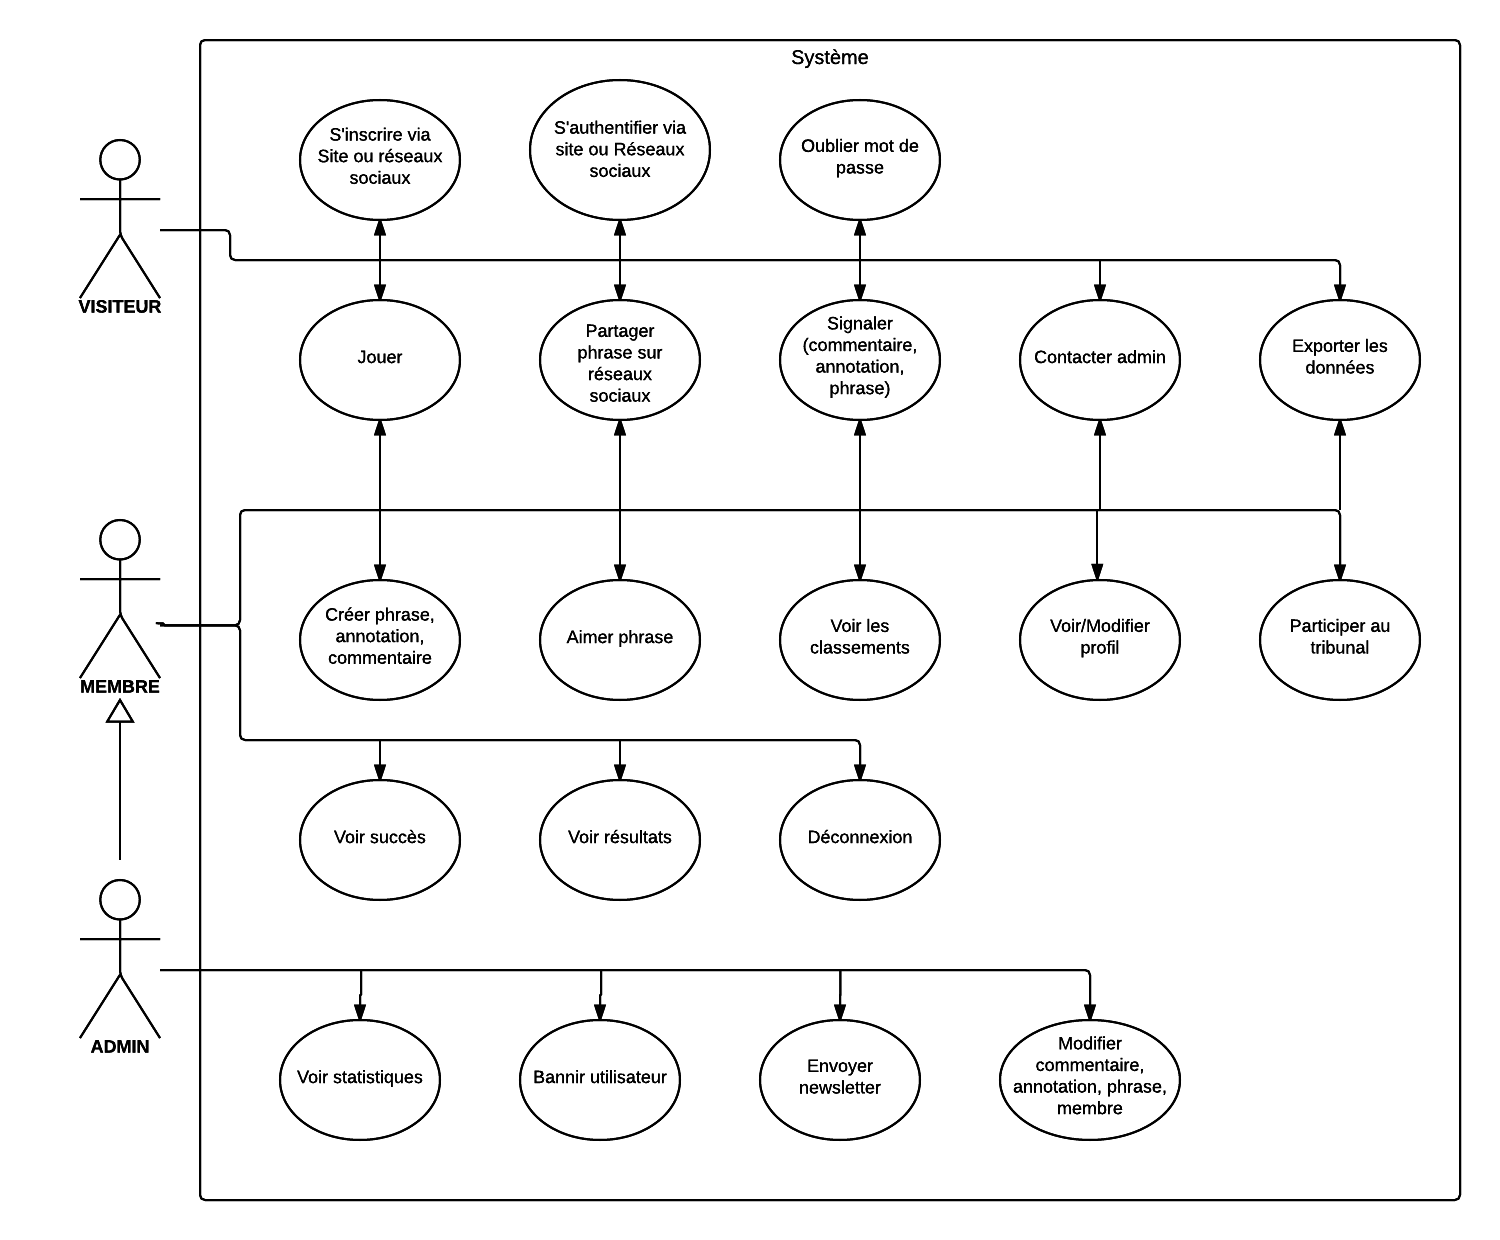 Système
S'inscrire via
Site ou réseaux
sociaux
S'authentifier via
site ou Réseaux
sociaux
Oublier mot de
passe
VISITEUR
Jouer
Partager
phrase sur
réseaux
sociaux
Signaler
(commentaire,
annotation,
phrase)
Contacter admin
Exporter les
données
MEMBRE
Créer phrase,
annotation,
commentaire
Aimer phrase
Voir les
classements
Voir/Modifier
profil
Participer au
tribunal
Voir succès
Voir résultats
Déconnexion
ADMIN
Voir statistiques
Bannir utilisateur
Envoyer
newsletter
Modifier
commentaire,
annotation, phrase,
membre